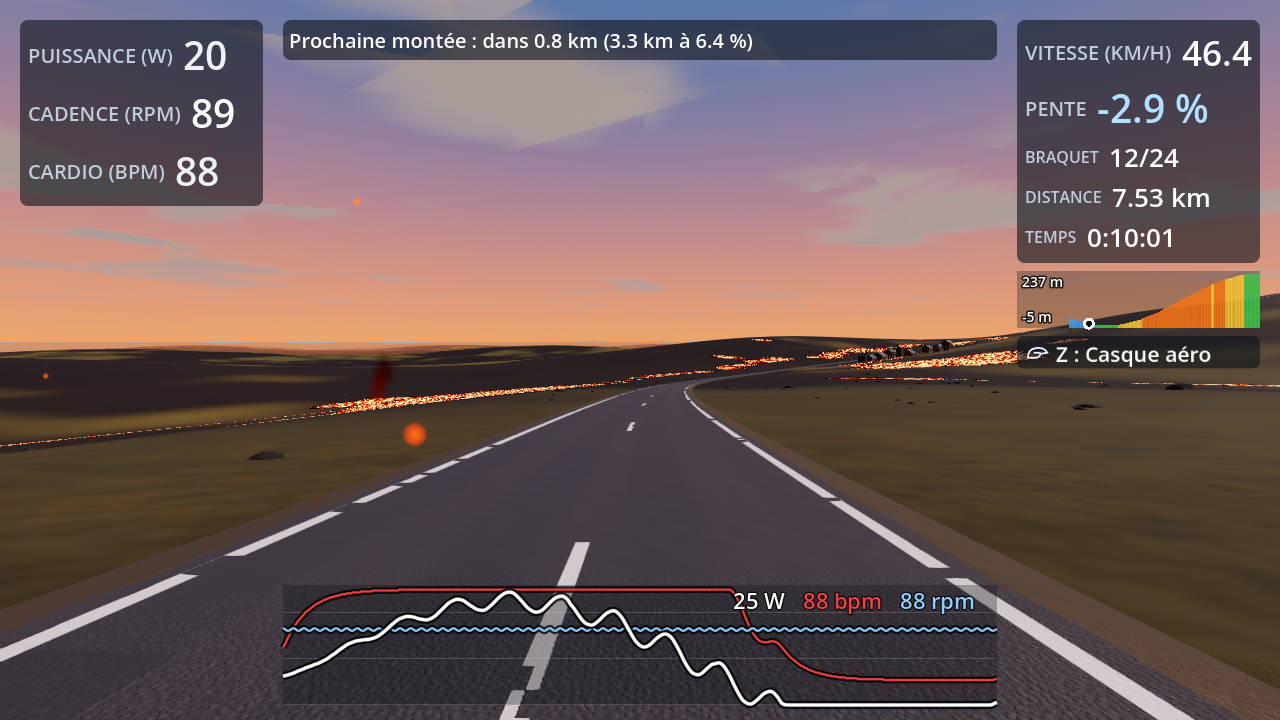 PUISSANCE (W) 20
CADENCE (RPM) 89
CARDIO (BPM) 88
Prochaine montée : dans 0.8 km (3.3 km à 6.4 %)
VITESSE (KM/H) 46.4
PENTE -2.9 %
BRAQUET 12/24
DISTANCE 7.53 km
TEMPS 0:10:01
237 m
-5 m
Z : Casque aéro
25 W 88 bpm 88 rpm